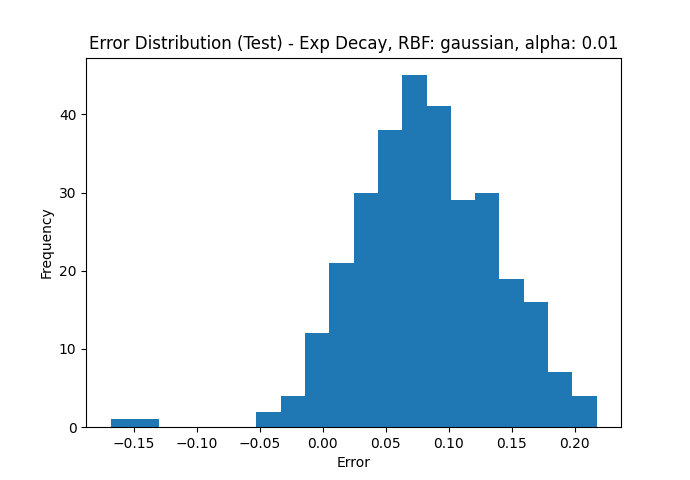 Error Distribution (Test) - Exp Decay, RBF: gaussian, alpha: 0.01
40
30
20
10
0
Frequency
−0.15 −0.10 −0.05 0.00 0.05 0.10 0.15 0.20
Error